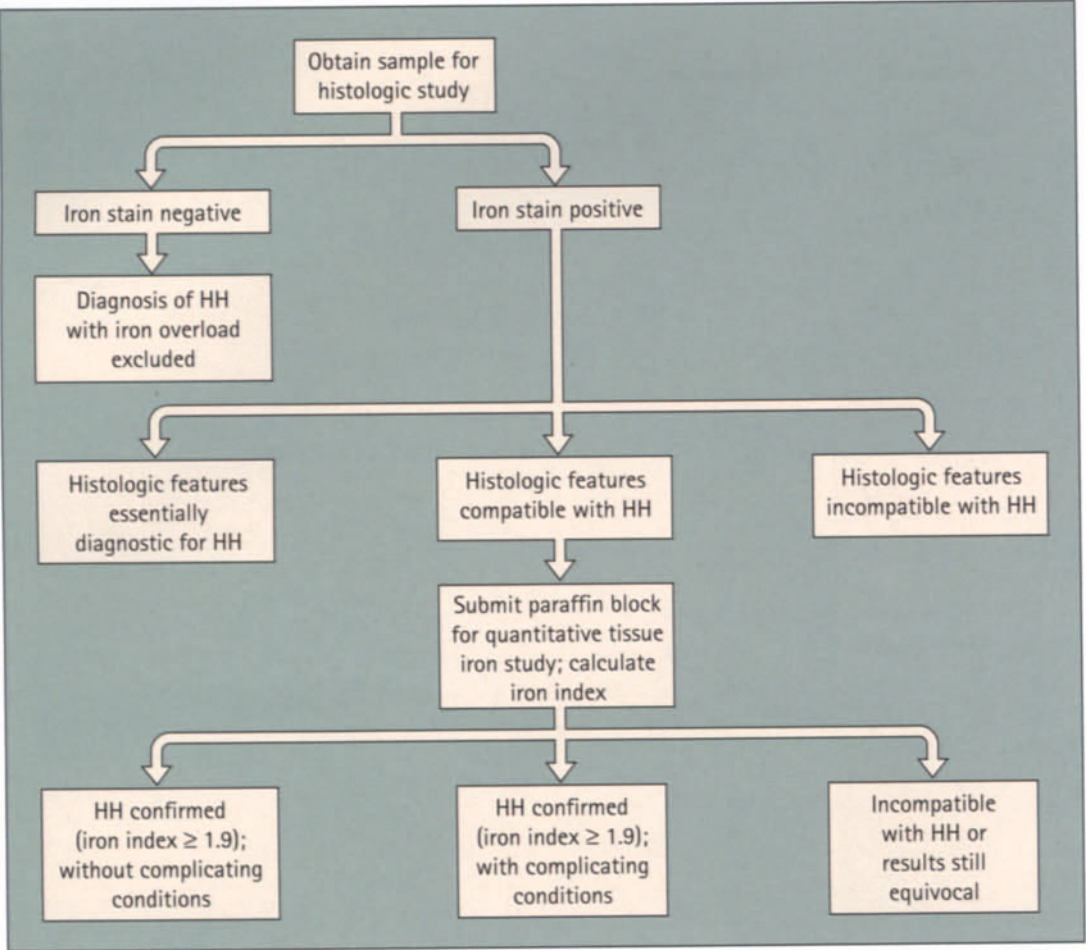 Obtain sample for
histologic study
Iron stain negative
Iron stain positive
Diagnosis of HH
with iron overload
excluded
Histologic features
essentially
diagnostic for HH
Histologic features
compatible with HH
Histologic features
incompatible with HH
Submit paraffin block
for quantitative tissue
iron study; calculate
iron index
HH confirmed
(iron index ≥ 1.9);
without complicating
conditions
HH confirmed
(iron index ≥ 1.9);
with complicating
conditions
Incompatible
with HH or
results still
equivocal